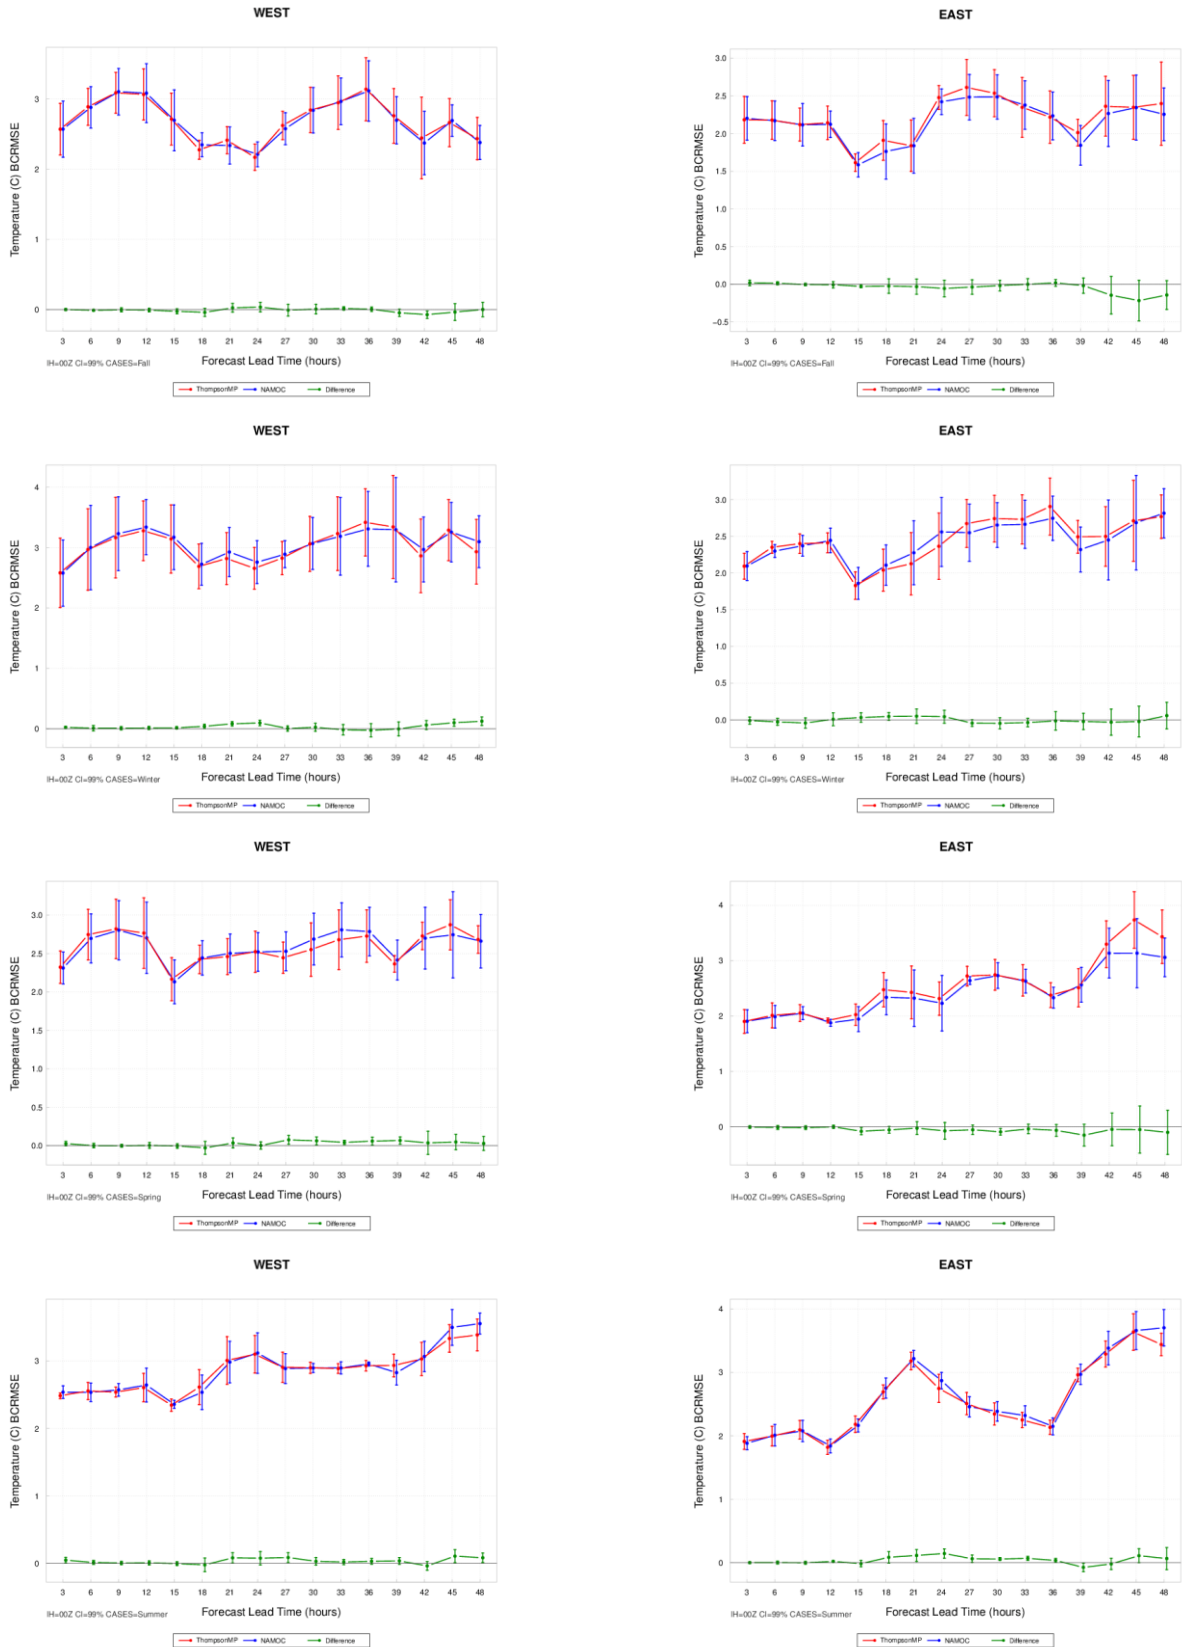 WEST
EAST
Temperature (C) BCRMSE
3
2
1
0
3 6 9 12 15 18 21 24 27 30 33 36 39 42 45 48
IH=00Z CI=99% CASES=Fall
Forecast Lead Time (hours)
ThompsonMP NAMOC Difference
Temperature (C) BCRMSE
3.0
2.5
2.0
1.5
1.0
0.5
0.0
−0.5
3 6 9 12 15 18 21 24 27 30 33 36 39 42 45 48
IH=00Z CI=99% CASES=Fall
Forecast Lead Time (hours)
ThompsonMP NAMOC Difference
WEST
EAST
Temperature (C) BCRMSE
4
3
2
1
0
3 6 9 12 15 18 21 24 27 30 33 36 39 42 45 48
IH=00Z CI=99% CASES=Winter
Forecast Lead Time (hours)
ThompsonMP NAMOC Difference
Temperature (C) BCRMSE
3.0
2.5
2.0
1.5
1.0
0.5
0.0
3 6 9 12 15 18 21 24 27 30 33 36 39 42 45 48
IH=00Z CI=99% CASES=Winter
Forecast Lead Time (hours)
ThompsonMP NAMOC Difference
WEST
EAST
Temperature (C) BCRMSE
3.0
2.5
2.0
1.5
1.0
0.5
0.0
3 6 9 12 15 18 21 24 27 30 33 36 39 42 45 48
IH=00Z CI=99% CASES=Spring
Forecast Lead Time (hours)
ThompsonMP NAMOC Difference
Temperature (C) BCRMSE
4
3
2
1
0
3 6 9 12 15 18 21 24 27 30 33 36 39 42 45 48
IH=00Z CI=99% CASES=Spring
Forecast Lead Time (hours)
ThompsonMP NAMOC Difference
WEST
EAST
Temperature (C) BCRMSE
3
2
1
0
3 6 9 12 15 18 21 24 27 30 33 36 39 42 45 48
IH=00Z CI=99% CASES=Summer
Forecast Lead Time (hours)
ThompsonMP NAMOC Difference
Temperature (C) BCRMSE
4
3
2
1
0
3 6 9 12 15 18 21 24 27 30 33 36 39 42 45 48
IH=00Z CI=99% CASES=Summer
Forecast Lead Time (hours)
ThompsonMP NAMOC Difference